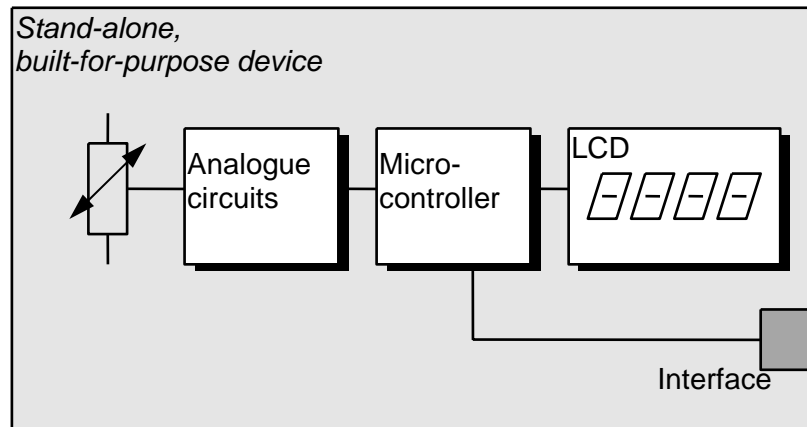 Stand-alone,
built-for-purpose device
Analogue
circuits
Micro-
controller
LCD
Interface